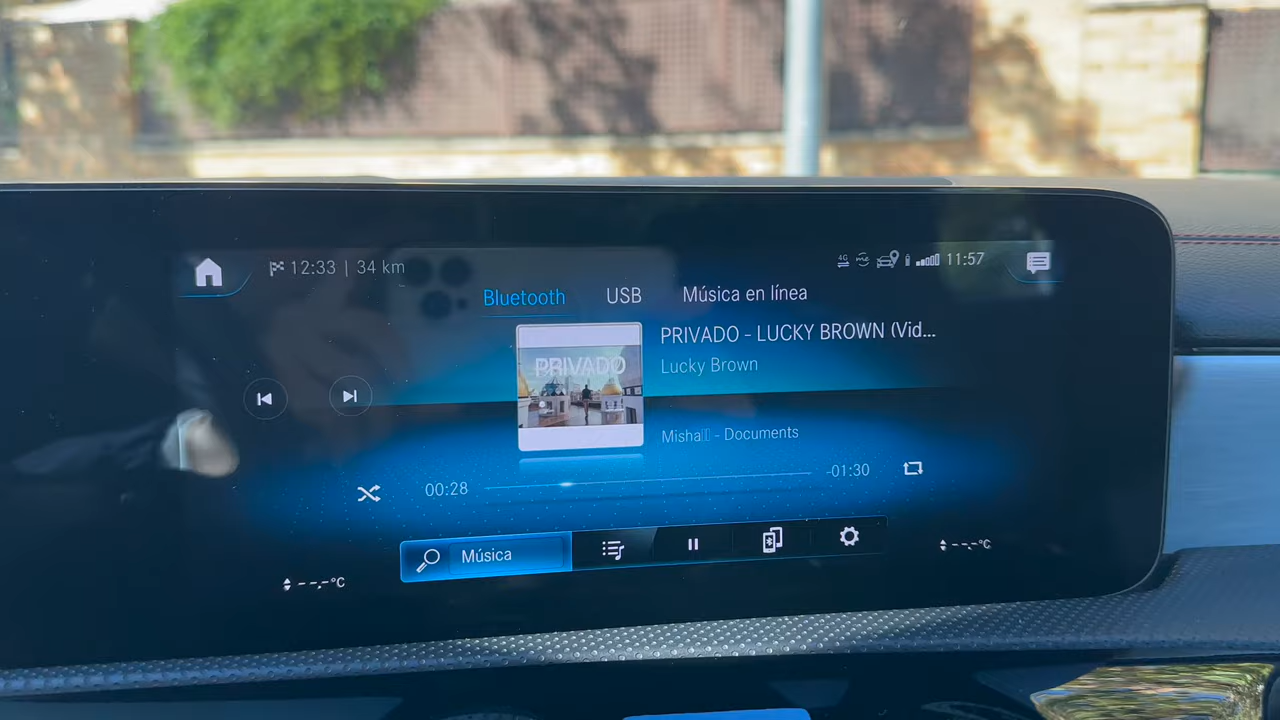 12:33 | 34 km
4G
11:57
Bluetooth USB Música en línea
PRIVADO
PRIVADO - LUCKY BROWN (Vid...
Lucky Brown
Misha▯▯ - Documents
00:28
-01:30
Música
--,-°C
--,-°C